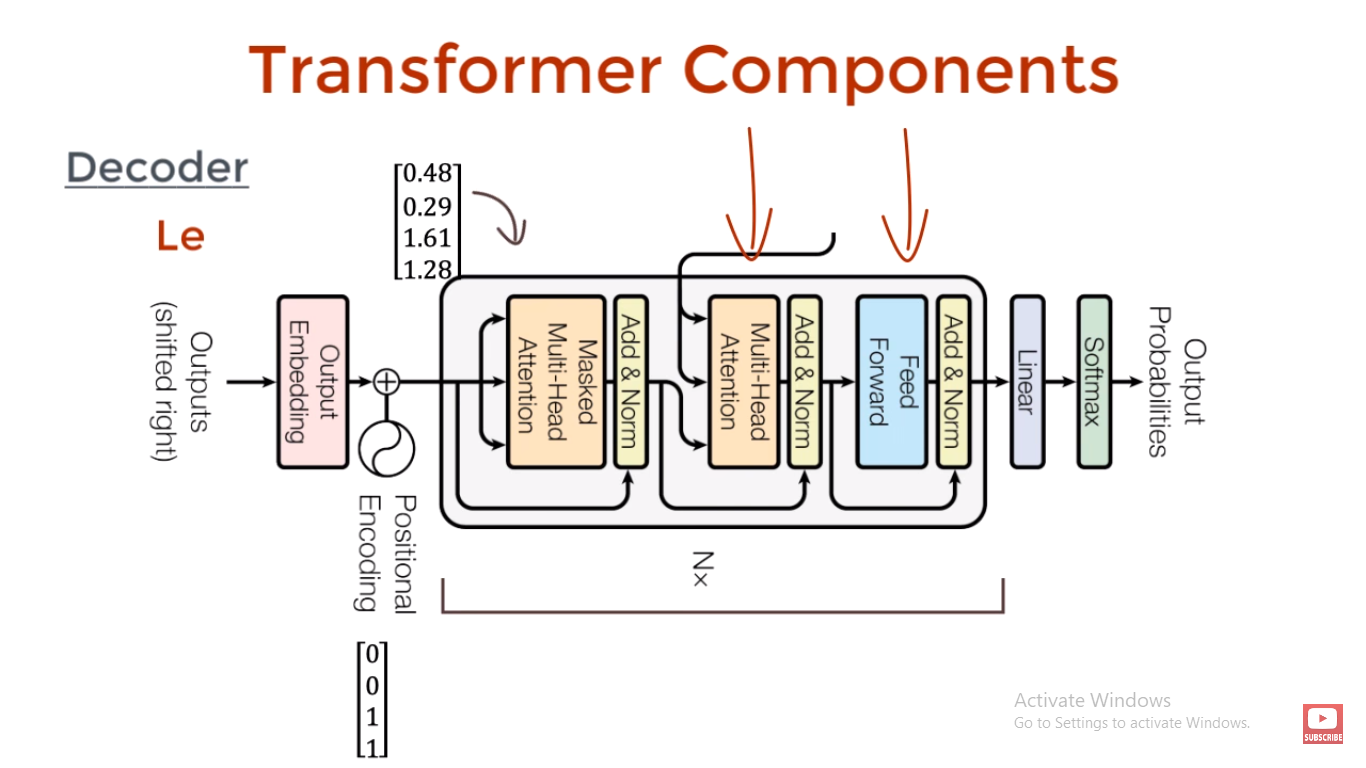 Transformer Components
Decoder
Le
0.48
0.29
1.61
1.28
Outputs
(shifted right)
Output
Embedding
Positional
Encoding
0
0
1
1
Masked
Multi-Head
Attention
Add & Norm
Multi-Head
Attention
Add & Norm
Feed
Forward
Add & Norm
Nx
Linear
Softmax
Output
Probabilities
Activate Windows
Go to Settings to activate Windows.
SUBSCRIBE